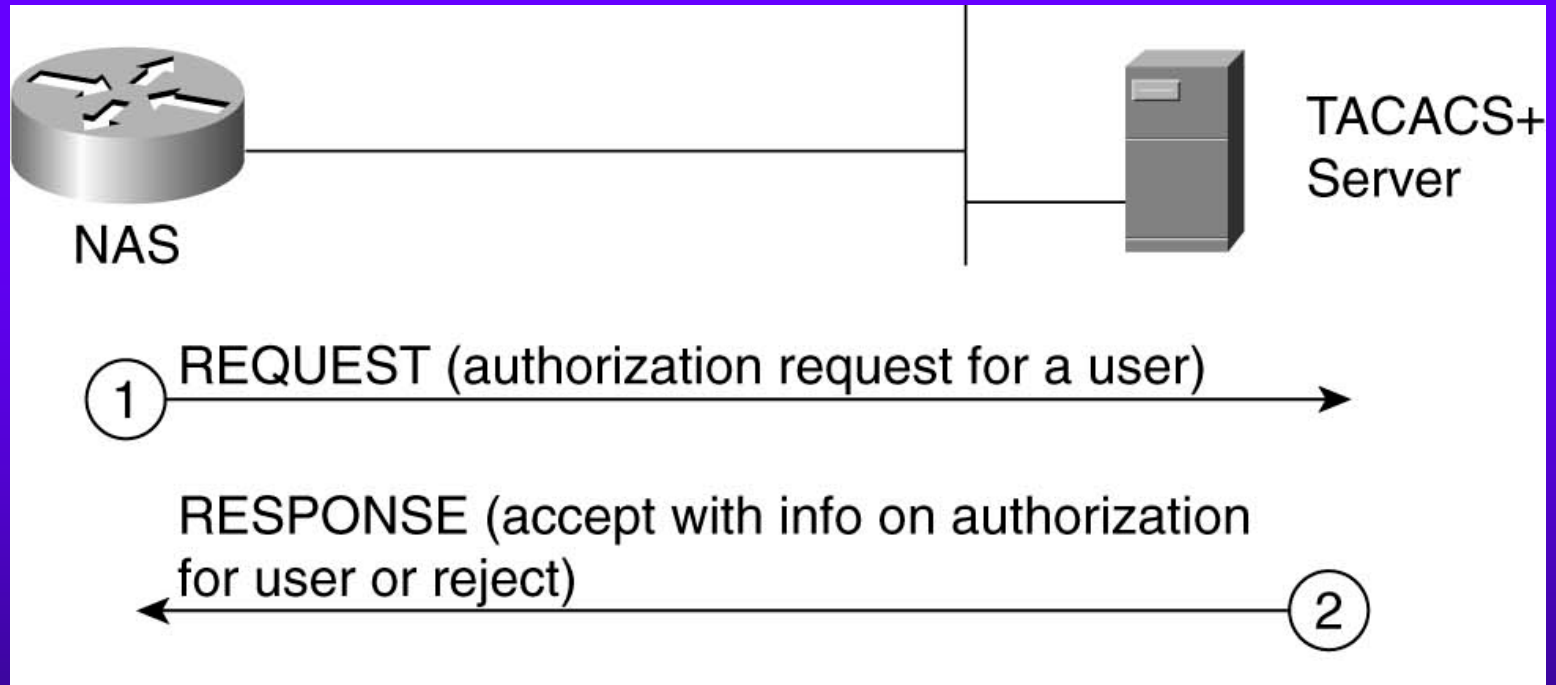 TACACS+
Server
NAS
1
REQUEST (authorization request for a user)
RESPONSE (accept with info on authorization
for user or reject)
2